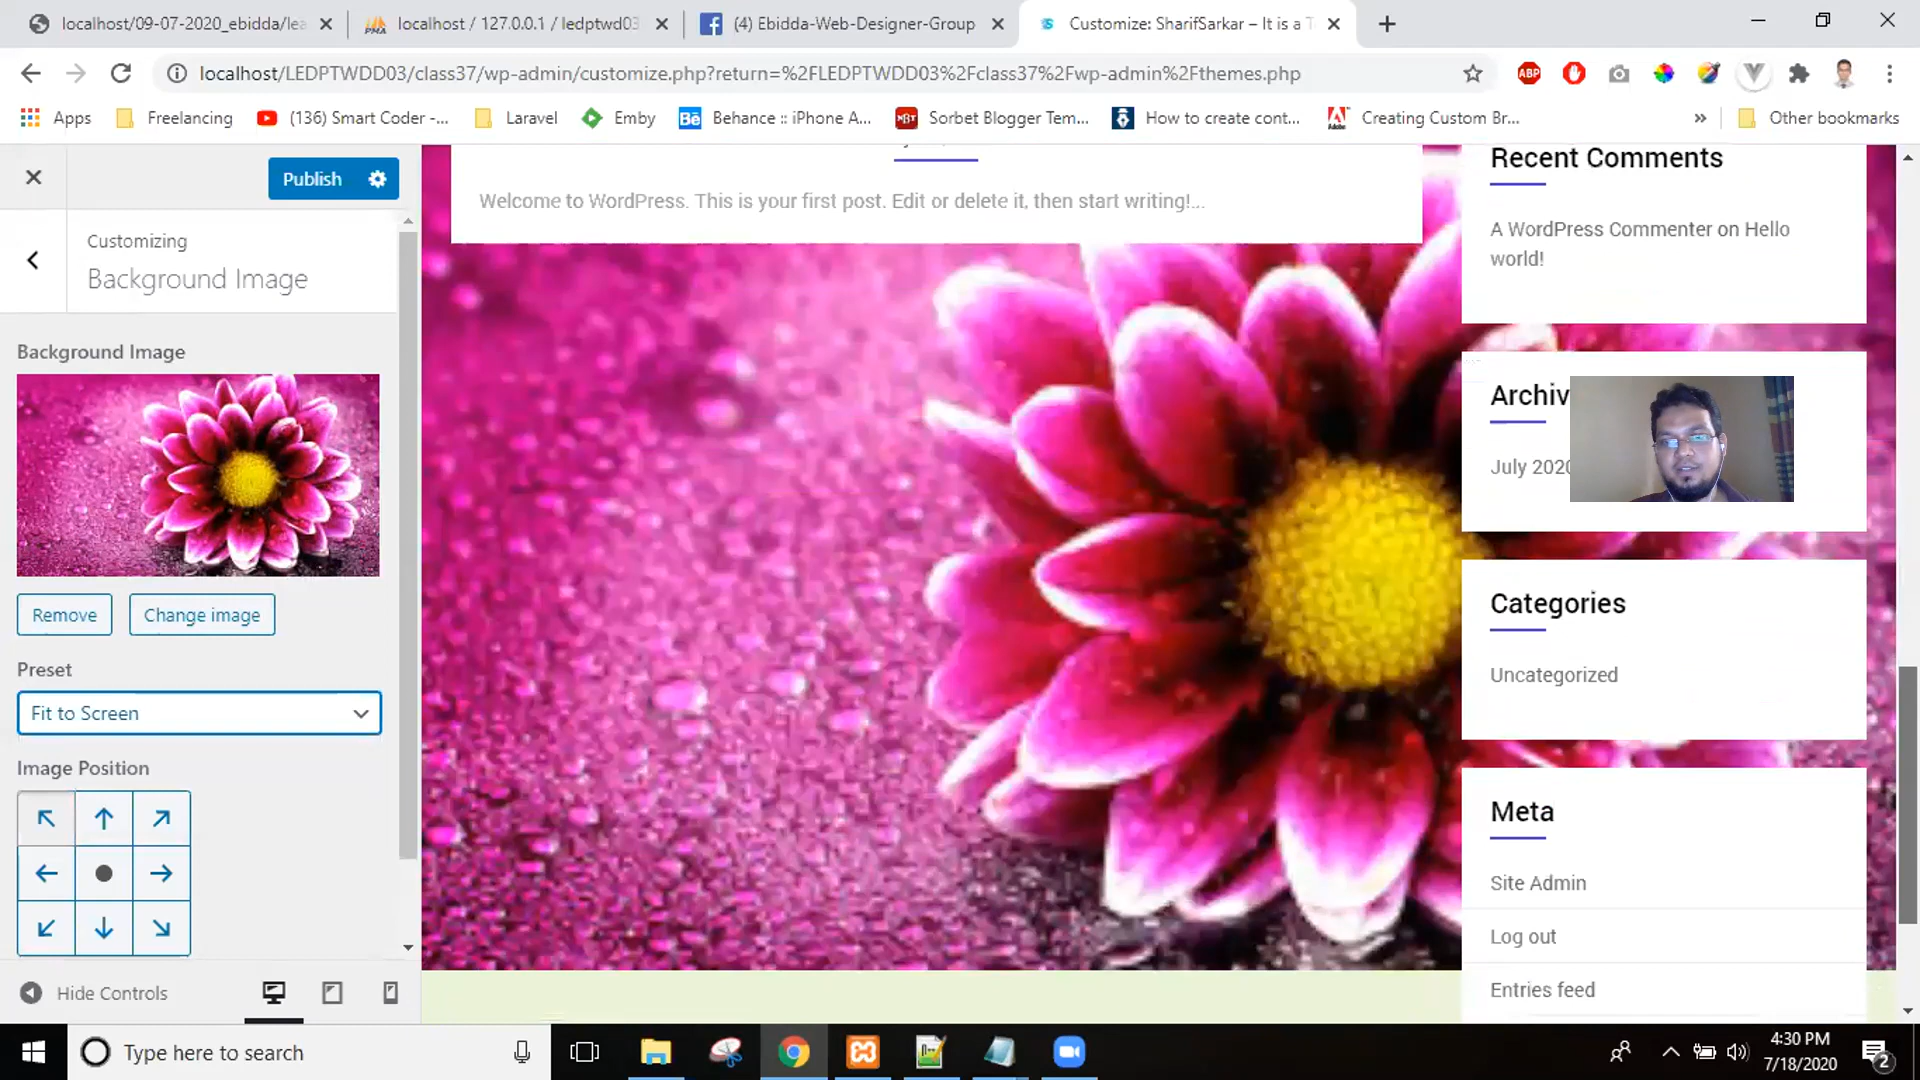 localhost/09-07-2020_ebidda/lea
localhost / 127.0.0.1 / ledptwd03
(4) Ebidda-Web-Designer-Group
Customize: SharifSarkar – It is a T
localhost/LEDPTWDD03/class37/wp-admin/customize.php?return=%2FLEDPTWDD03%2Fclass37%2Fwp-admin%2Fthemes.php
ABP
Apps
Freelancing
(136) Smart Coder -...
Laravel
Emby
Behance :: iPhone A...
Sorbet Blogger Tem...
How to create cont...
Creating Custom Br...
Other bookmarks
Publish
Customizing
Background Image
Background Image
Remove
Change image
Preset
Fit to Screen
Image Position
Hide Controls
Welcome to WordPress. This is your first post. Edit or delete it, then start writing!...
Recent Comments
A WordPress Commenter on Hello
world!
Archiv
July 2020
Categories
Uncategorized
Meta
Site Admin
Log out
Entries feed
Type here to search
4:30 PM
7/18/2020
2